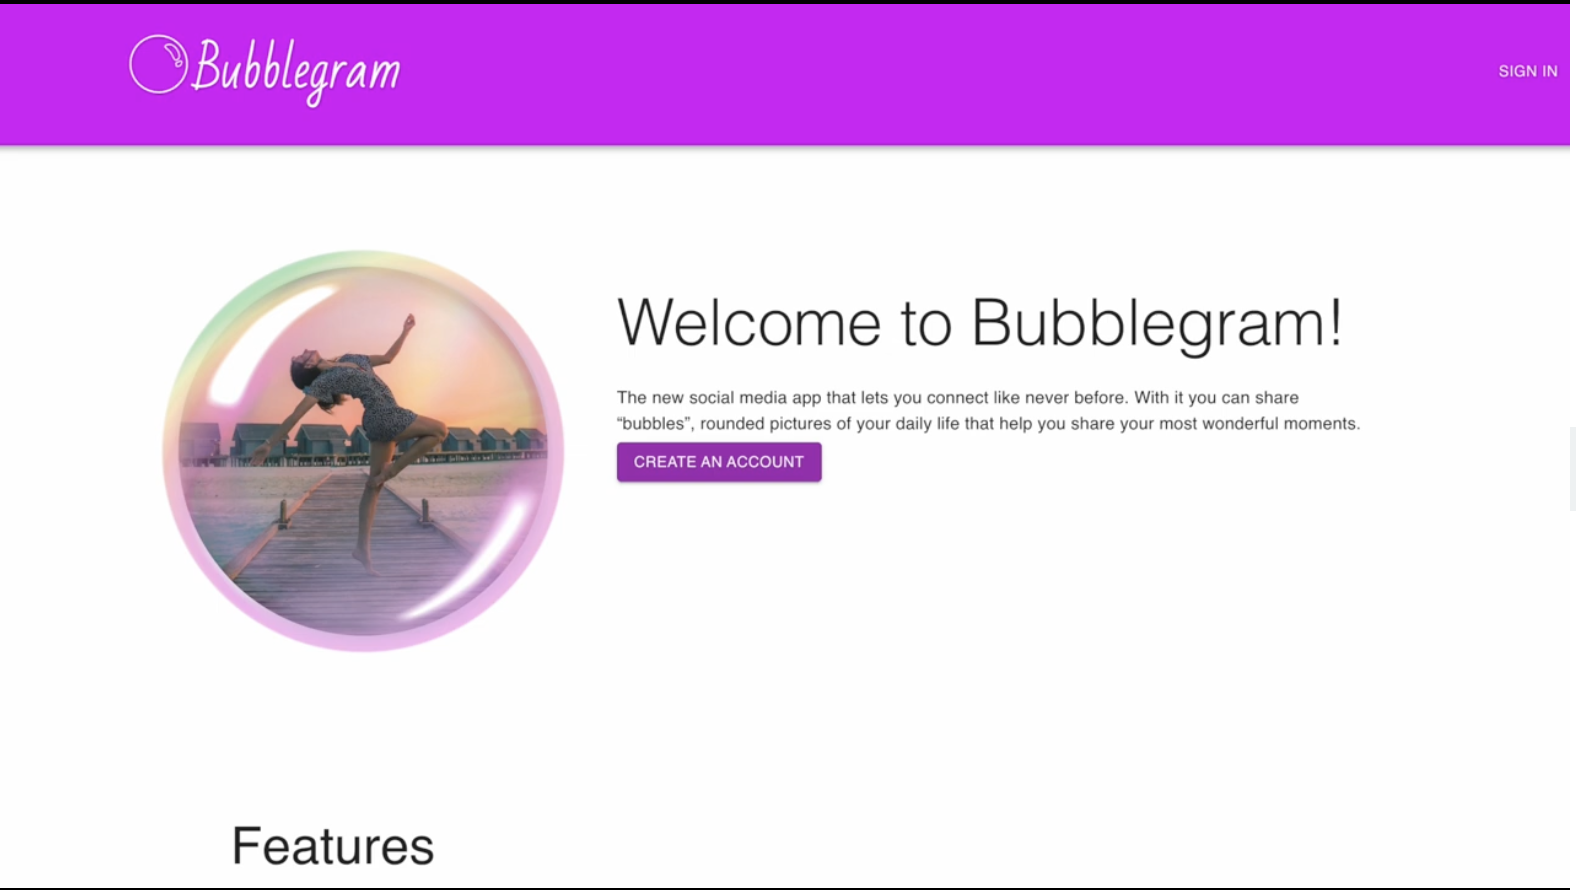 Bubblegram
SIGN IN
Welcome to Bubblegram!
The new social media app that lets you connect like never before. With it you can share
“bubbles”, rounded pictures of your daily life that help you share your most wonderful moments.
CREATE AN ACCOUNT
Features